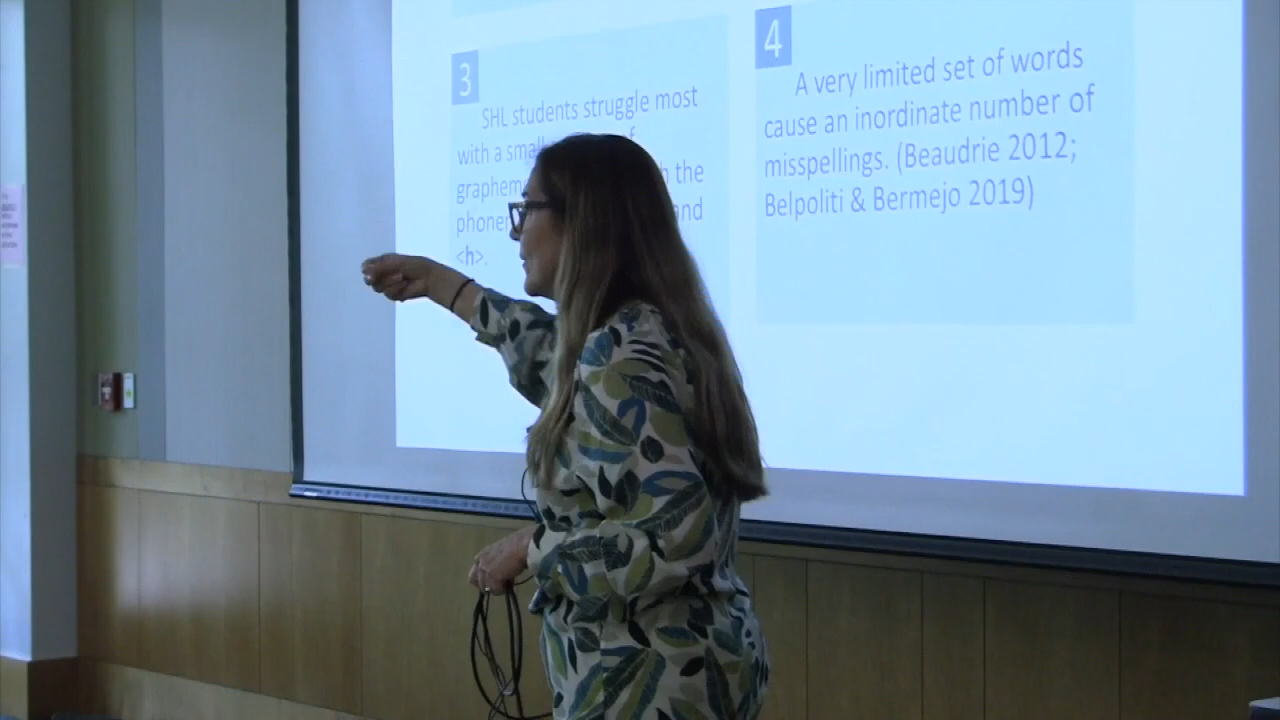 3
SHL students struggle most
with a small of
graphem the
phone and
<h>.
4
A very limited set of words
cause an inordinate number of
misspellings. (Beaudrie 2012;
Belpoliti & Bermejo 2019)